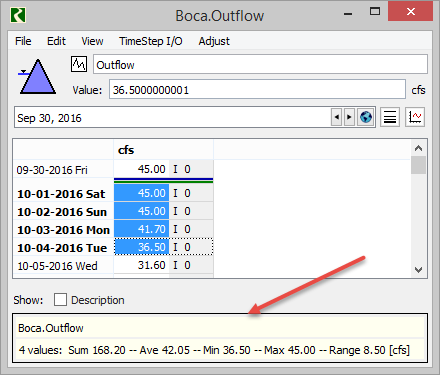 Boca.Outflow
File Edit View TimeStep I/O Adjust
Outflow
Value: 36.5000000001 cfs
Sep 30, 2016
cfs
09-30-2016 Fri 45.00 I 0
10-01-2016 Sat 45.00 I 0
10-02-2016 Sun 45.00 I 0
10-03-2016 Mon 41.70 I 0
10-04-2016 Tue 36.50 I 0
10-05-2016 Wed 31.60 I 0
Show: Description
Boca.Outflow
4 values: Sum 168.20 -- Ave 42.05 -- Min 36.50 -- Max 45.00 -- Range 8.50 [cfs]